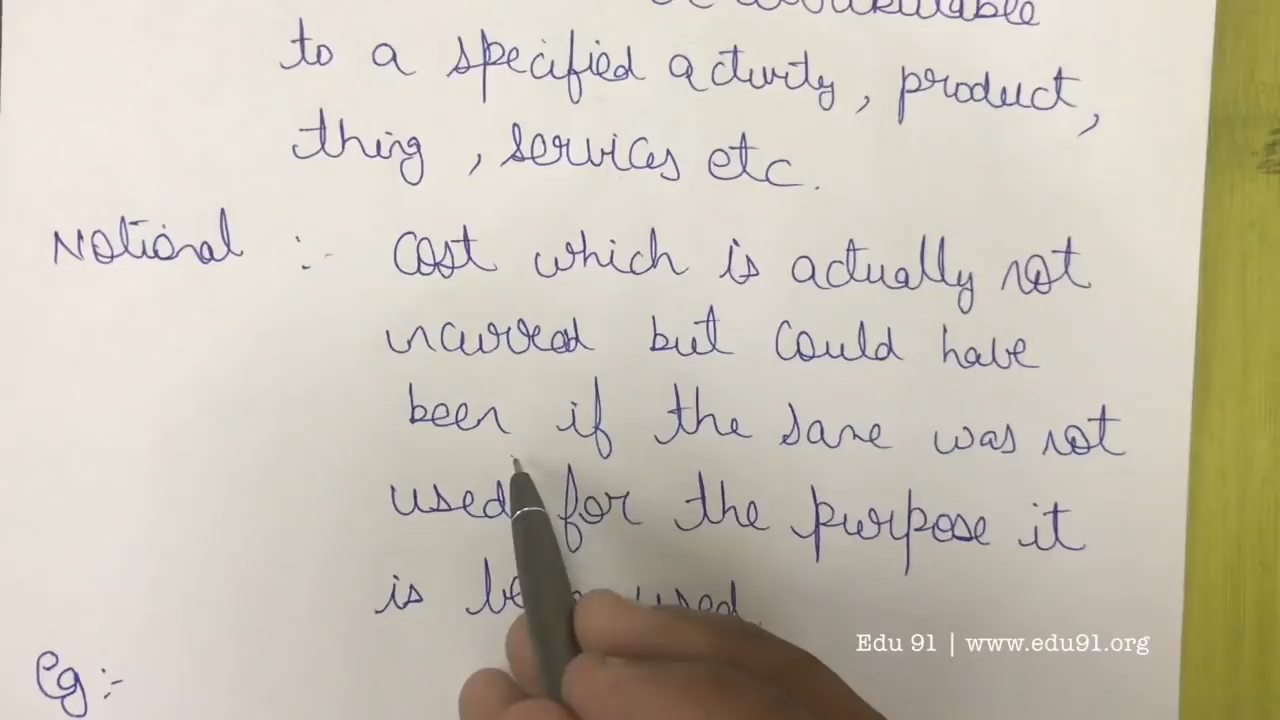 to a specified activity, product,
thing, services etc.
Notional :- Cost which is actually not
incurred but could have
been if the same was not
used for the purpose it
is used
Eg :-
Edu 91 | www.edu91.org